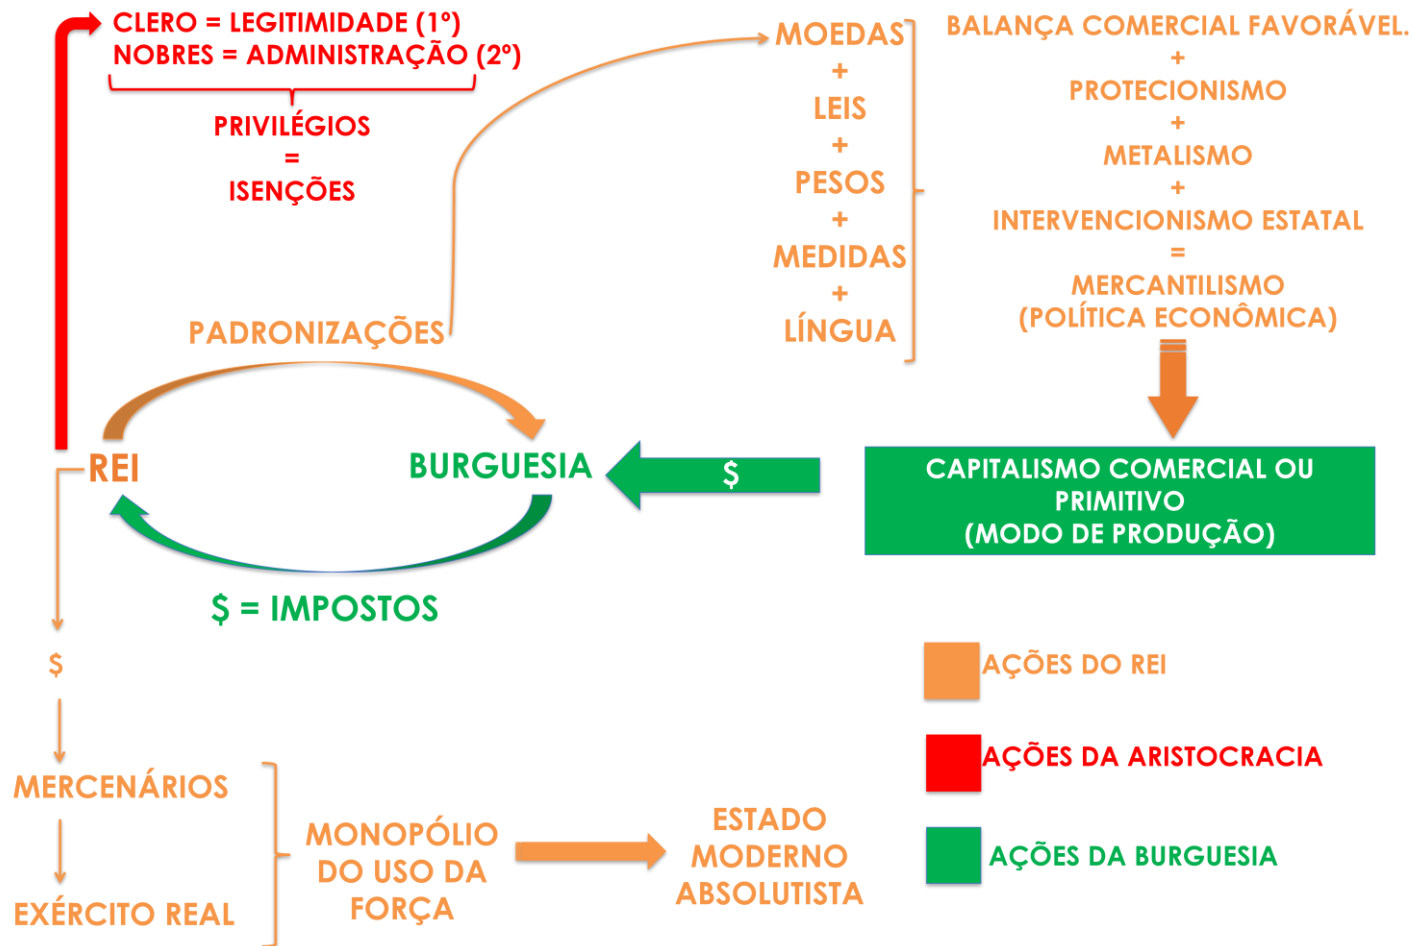 CLERO = LEGITIMIDADE (1º)
NOBRES = ADMINISTRAÇÃO (2º)
PRIVILÉGIOS
=
ISENÇÕES
PADRONIZAÇÕES
MOEDAS
+
LEIS
+
PESOS
+
MEDIDAS
+
LÍNGUA
BALANÇA COMERCIAL FAVORÁVEL.
+
PROTECIONISMO
+
METALISMO
+
INTERVENCIONISMO ESTATAL
=
MERCANTILISMO
(POLÍTICA ECONÔMICA)
REI
BURGUESIA
$
CAPITALISMO COMERCIAL OU
PRIMITIVO
(MODO DE PRODUÇÃO)
$ = IMPOSTOS
$
MERCENÁRIOS
EXÉRCITO REAL
MONOPÓLIO
DO USO DA
FORÇA
ESTADO
MODERNO
ABSOLUTISTA
AÇÕES DO REI
AÇÕES DA ARISTOCRACIA
AÇÕES DA BURGUESIA